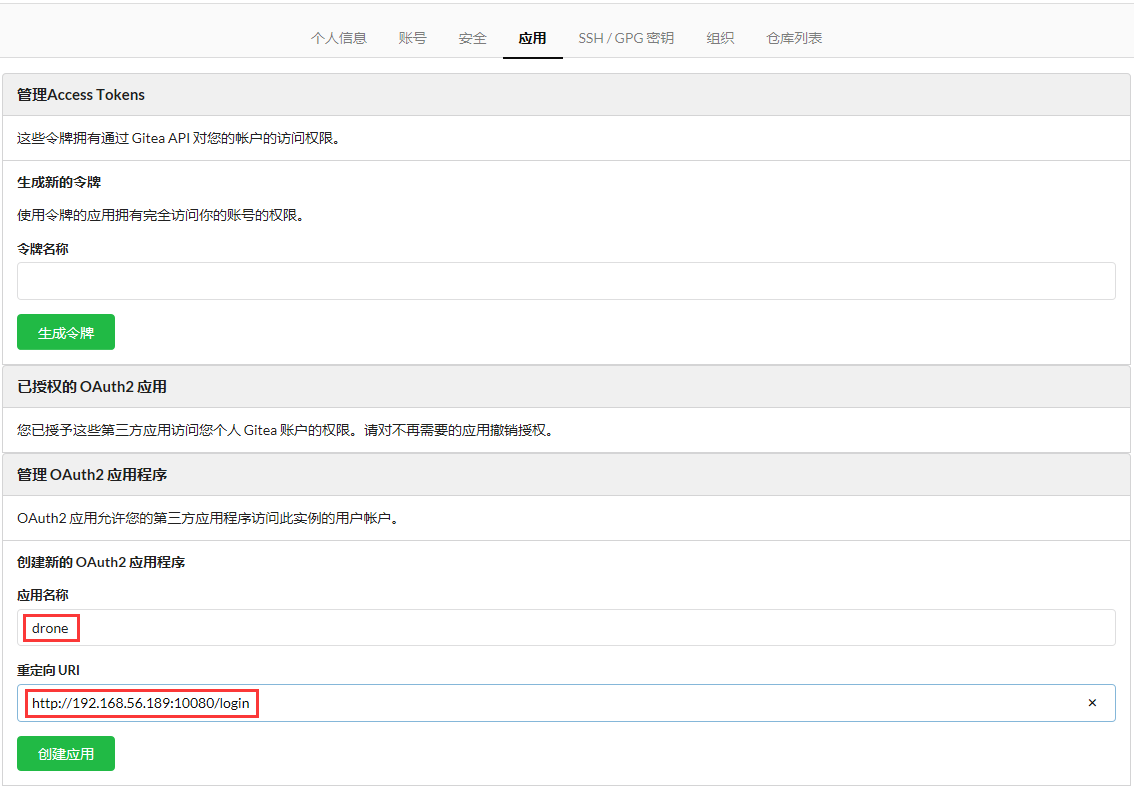 个人信息 账号 安全 应用 SSH / GPG 密钥 组织 仓库列表
管理Access Tokens
这些令牌拥有通过 Gitea API 对您的帐户的访问权限。
生成新的令牌
使用令牌的应用拥有完全访问你的账号的权限。
令牌名称
生成令牌
已授权的 OAuth2 应用
您已授予这些第三方应用访问您个人 Gitea 账户的权限。请对不再需要的应用撤销授权。
管理 OAuth2 应用程序
OAuth2 应用允许您的第三方应用程序访问此实例的用户帐户。
创建新的 OAuth2 应用程序
应用名称
drone
重定向 URI
http://192.168.56.189:10080/login
创建应用